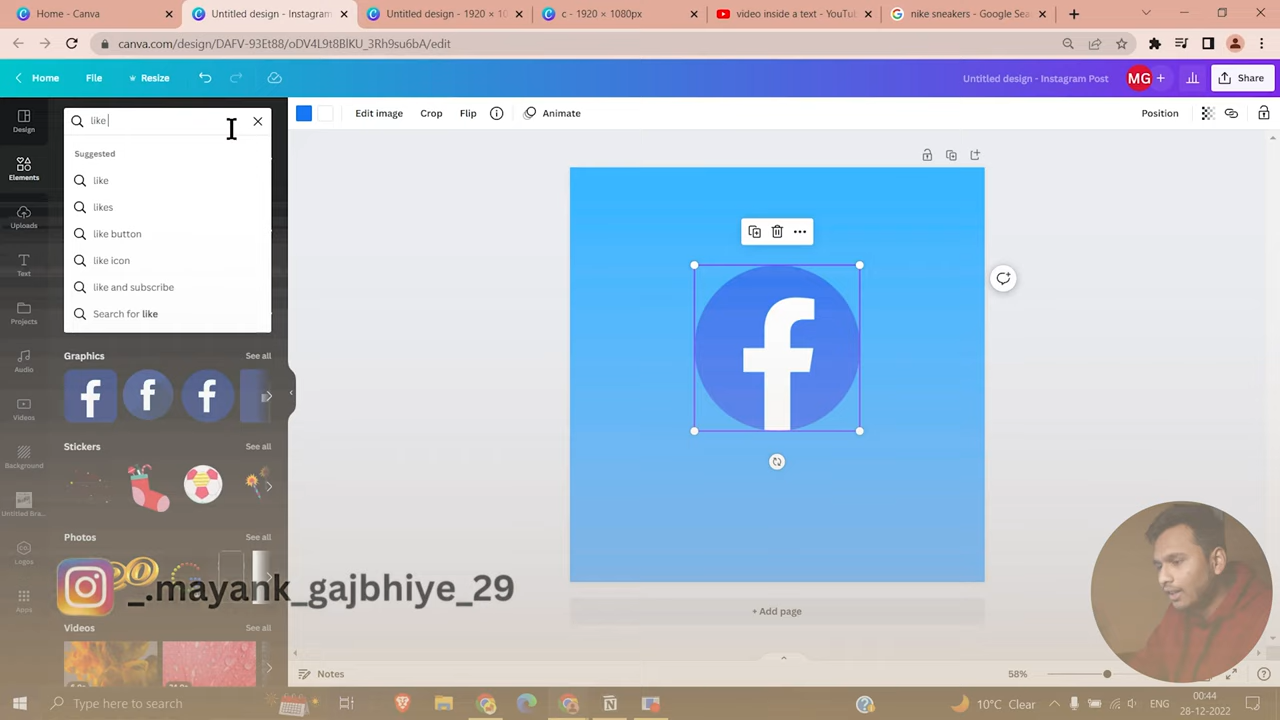 Home - Canva
Untitled design - Instagram
Untitled design - 1920 × 10
c - 1920 × 1080px
video inside a text - YouTu
nike sneakers - Google Sea
canva.com/design/DAFV-93Et88/oDV4L9t8BlKU_3Rh9su6bA/edit
Home
File
Resize
Untitled design - Instagram Post
MG
Share
Design
Elements
Uploads
Text
Projects
Audio
Videos
Background
Untitled Bra...
Logos
Apps
like
Suggested
like
likes
like button
like icon
like and subscribe
Search for like
Graphics
See all
Stickers
See all
Photos
See all
Videos
See all
Edit image
Crop
Flip
Animate
Position
+ Add page
_.mayank_gajbhiye_29
Notes
58%
Type here to search
10°C Clear
ENG
00:44
28-12-2022